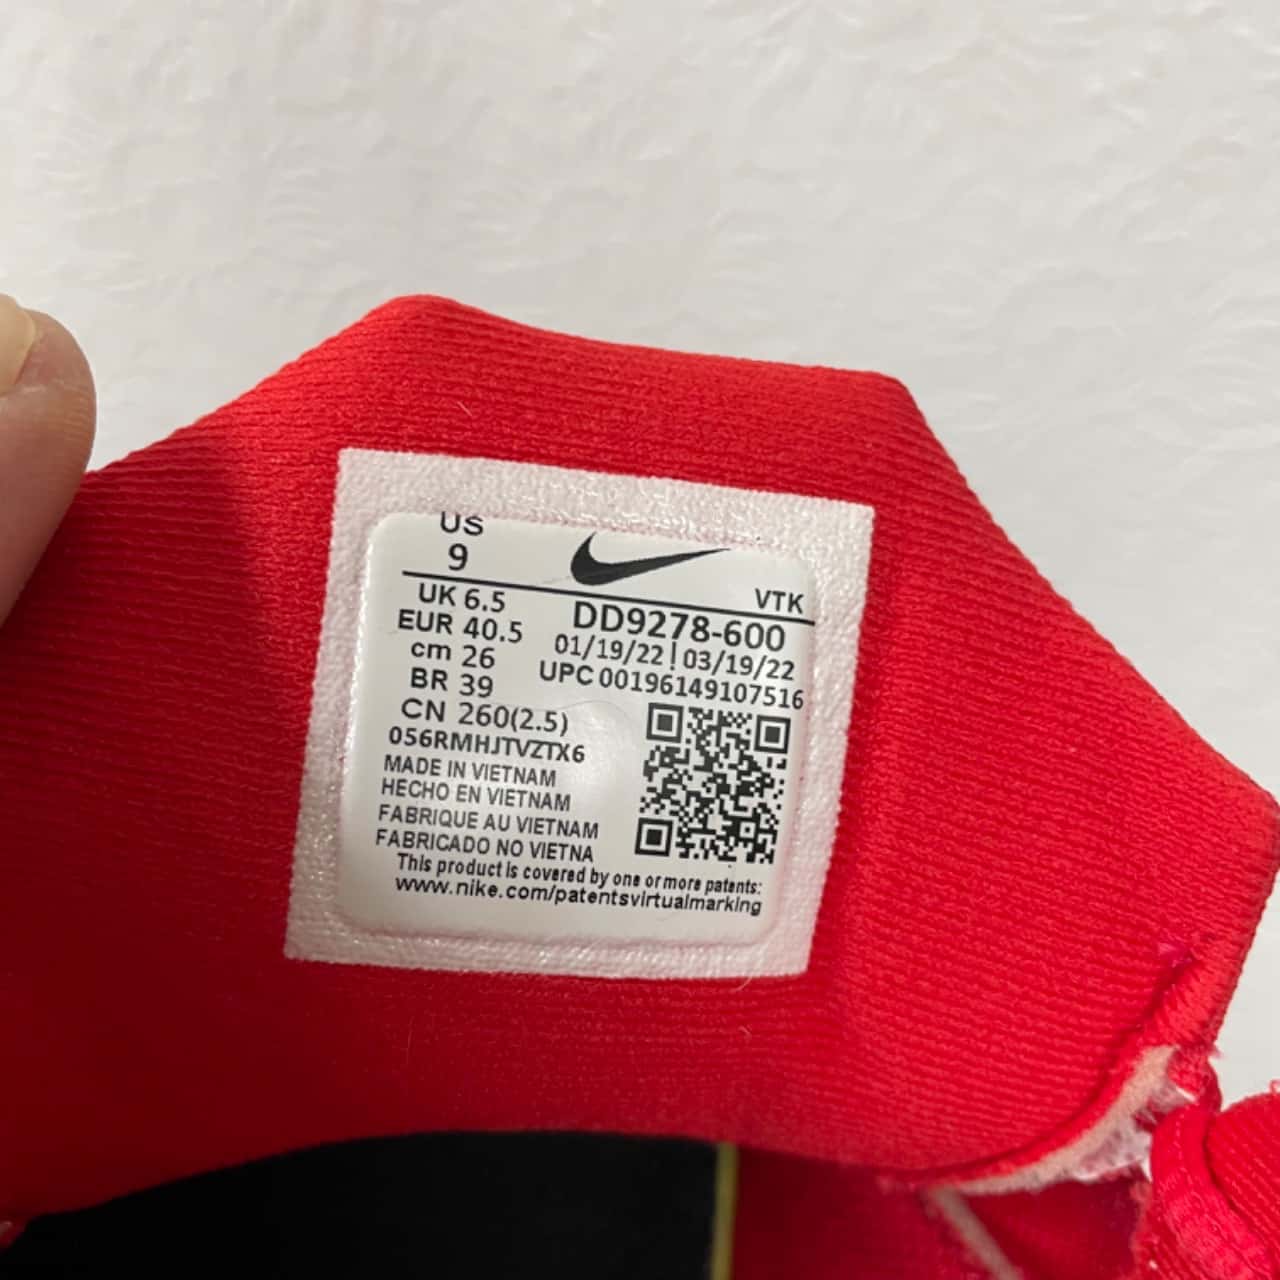 US
9
VTK
UK 6.5
EUR 40.5
cm 26
BR 39
CN 260(2.5)
DD9278-600
01/19/22 | 03/19/22
UPC 00196149107516
056RMHJTVZTX6
MADE IN VIETNAM
HECHO EN VIETNAM
FABRIQUE AU VIETNAM
FABRICADO NO VIETNA
This product is covered by one or more patents:
www.nike.com/patentsvirtualmarking